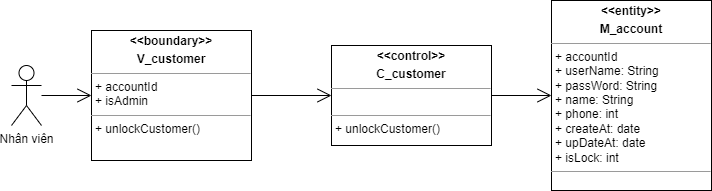 Nhân viên
<<boundary>>
V_customer
+ accountId
+ isAdmin
+ unlockCustomer()
<<control>>
C_customer
+ unlockCustomer()
<<entity>>
M_account
+ accountId
+ userName: String
+ passWord: String
+ name: String
+ phone: int
+ createAt: date
+ upDateAt: date
+ isLock: int